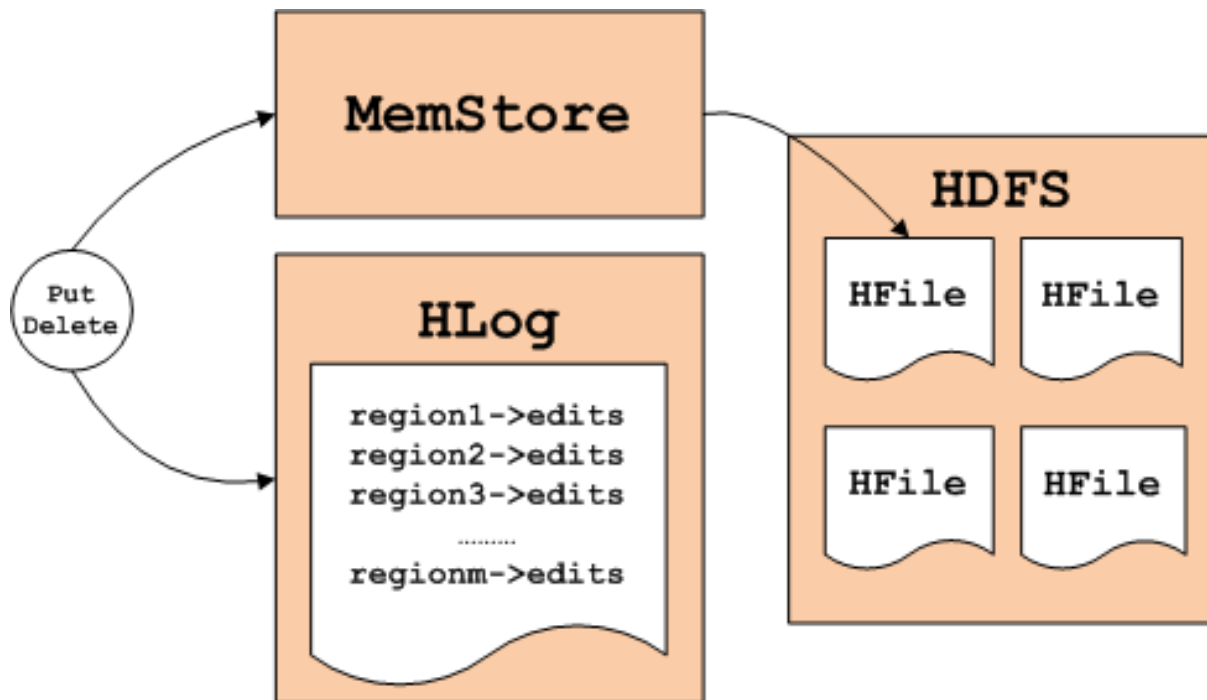 MemStore
HDFS
HFile
HFile
HFile
HFile
Put
Delete
HLog
region1->edits
region2->edits
region3->edits
.........
regionm->edits